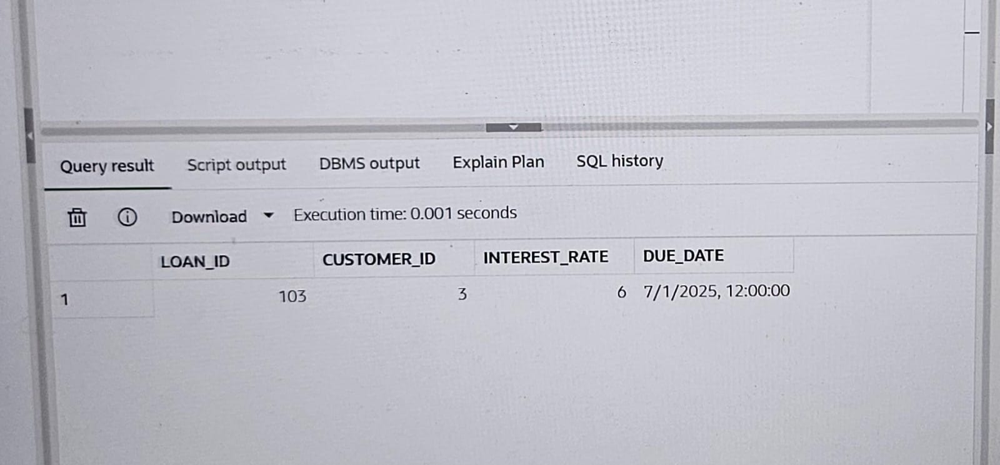 Query result Script output DBMS output Explain Plan SQL history
Download Execution time: 0.001 seconds
LOAN_ID CUSTOMER_ID INTEREST_RATE DUE_DATE
1 103 3 6 7/1/2025, 12:00:00